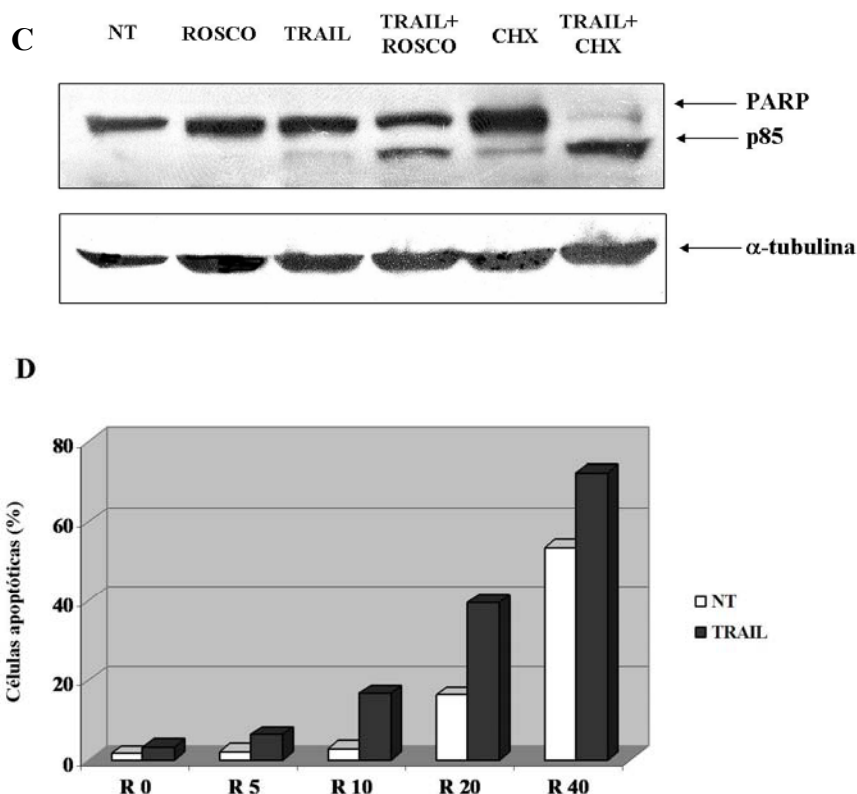 C
NT ROSCO TRAIL TRAIL+ ROSCO CHX TRAIL+ CHX
PARP
p85
α-tubulina
D
Células apoptóticas (%)
80
60
40
20
0
R 0 R 5 R 10 R 20 R 40
NT
TRAIL